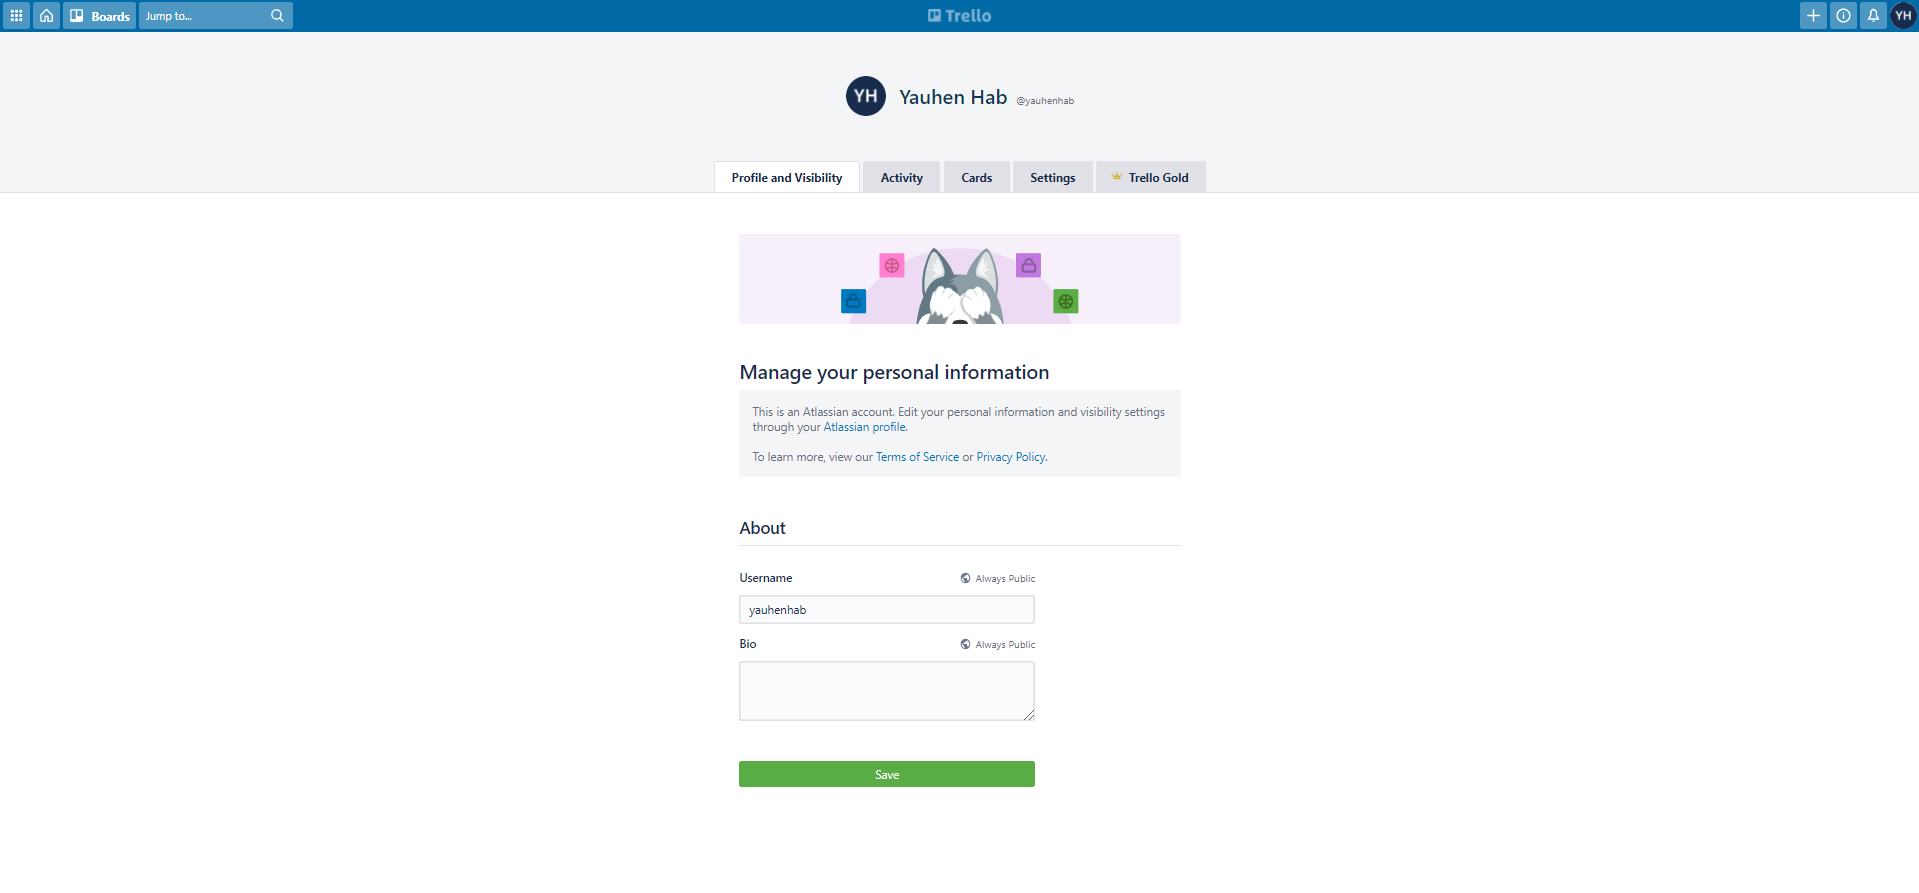 Boards
Jump to...
Trello
YH
YH
Yauhen Hab @yauhenhab
Profile and Visibility
Activity
Cards
Settings
Trello Gold
Manage your personal information
This is an Atlassian account. Edit your personal information and visibility settings
through your Atlassian profile.
To learn more, view our Terms of Service or Privacy Policy.
About
Username
Always Public
yauhenhab
Bio
Always Public
Save